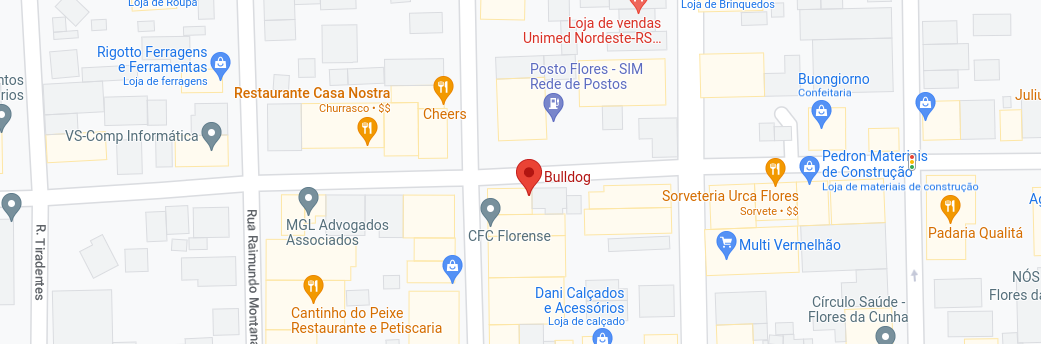 Loja de Roupa
Loja de Brinquedos
Loja de vendas
Unimed Nordeste-RS...
Rigotto Ferragens
e Ferramentas
Loja de ferragens
Posto Flores - SIM
Rede de Postos
Buongiorno
Confeitaria
ntos
rios
Restaurante Casa Nostra
Churrasco • $$
Cheers
Juliu
VS-Comp Informática
Pedron Materiais
de Construção
Loja de materiais de construção
Bulldog
Sorveteria Urca Flores
Sorvete • $$
Ag
MGL Advogados
Associados
CFC Florense
Multi Vermelhão
Padaria Qualitá
R. Tiradentes
Rua Raimundo Montana
NÓS
Flores da
Dani Calçados
e Acessórios
Loja de calçado
Círculo Saúde -
Flores da Cunha
Cantinho do Peixe
Restaurante e Petiscaria